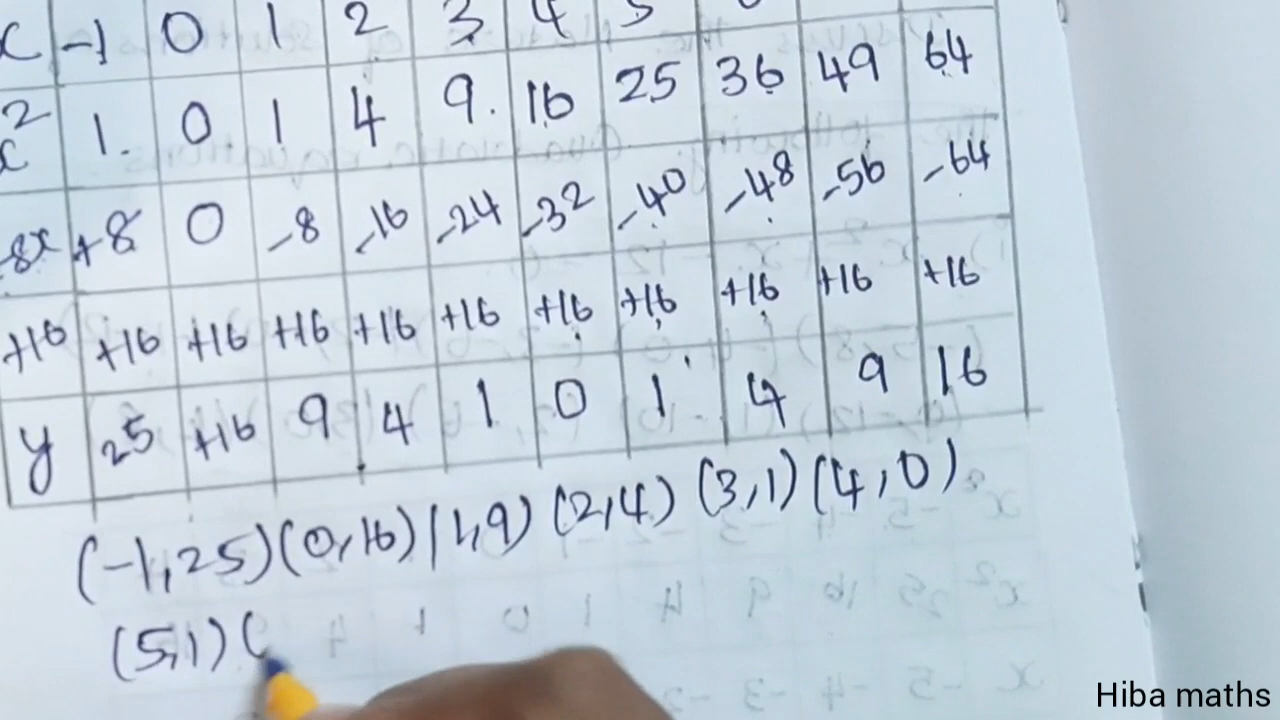 x -1 0 1 2 3 4 5
x² 1. 0 1 4 9. 16 25 36 49 64
-8x +8 0 -8 -16 -24 -32 -40 -48 -56 -64
+16 +16 +16 +16 +16 +16 +16 +16 +16 +16 +16
y 25 +16 9 4 1 0 1 4 9 16
(-1,25)(0,16)(1,9)(2,4)(3,1)(4,0)
(5,1)(
Hiba maths